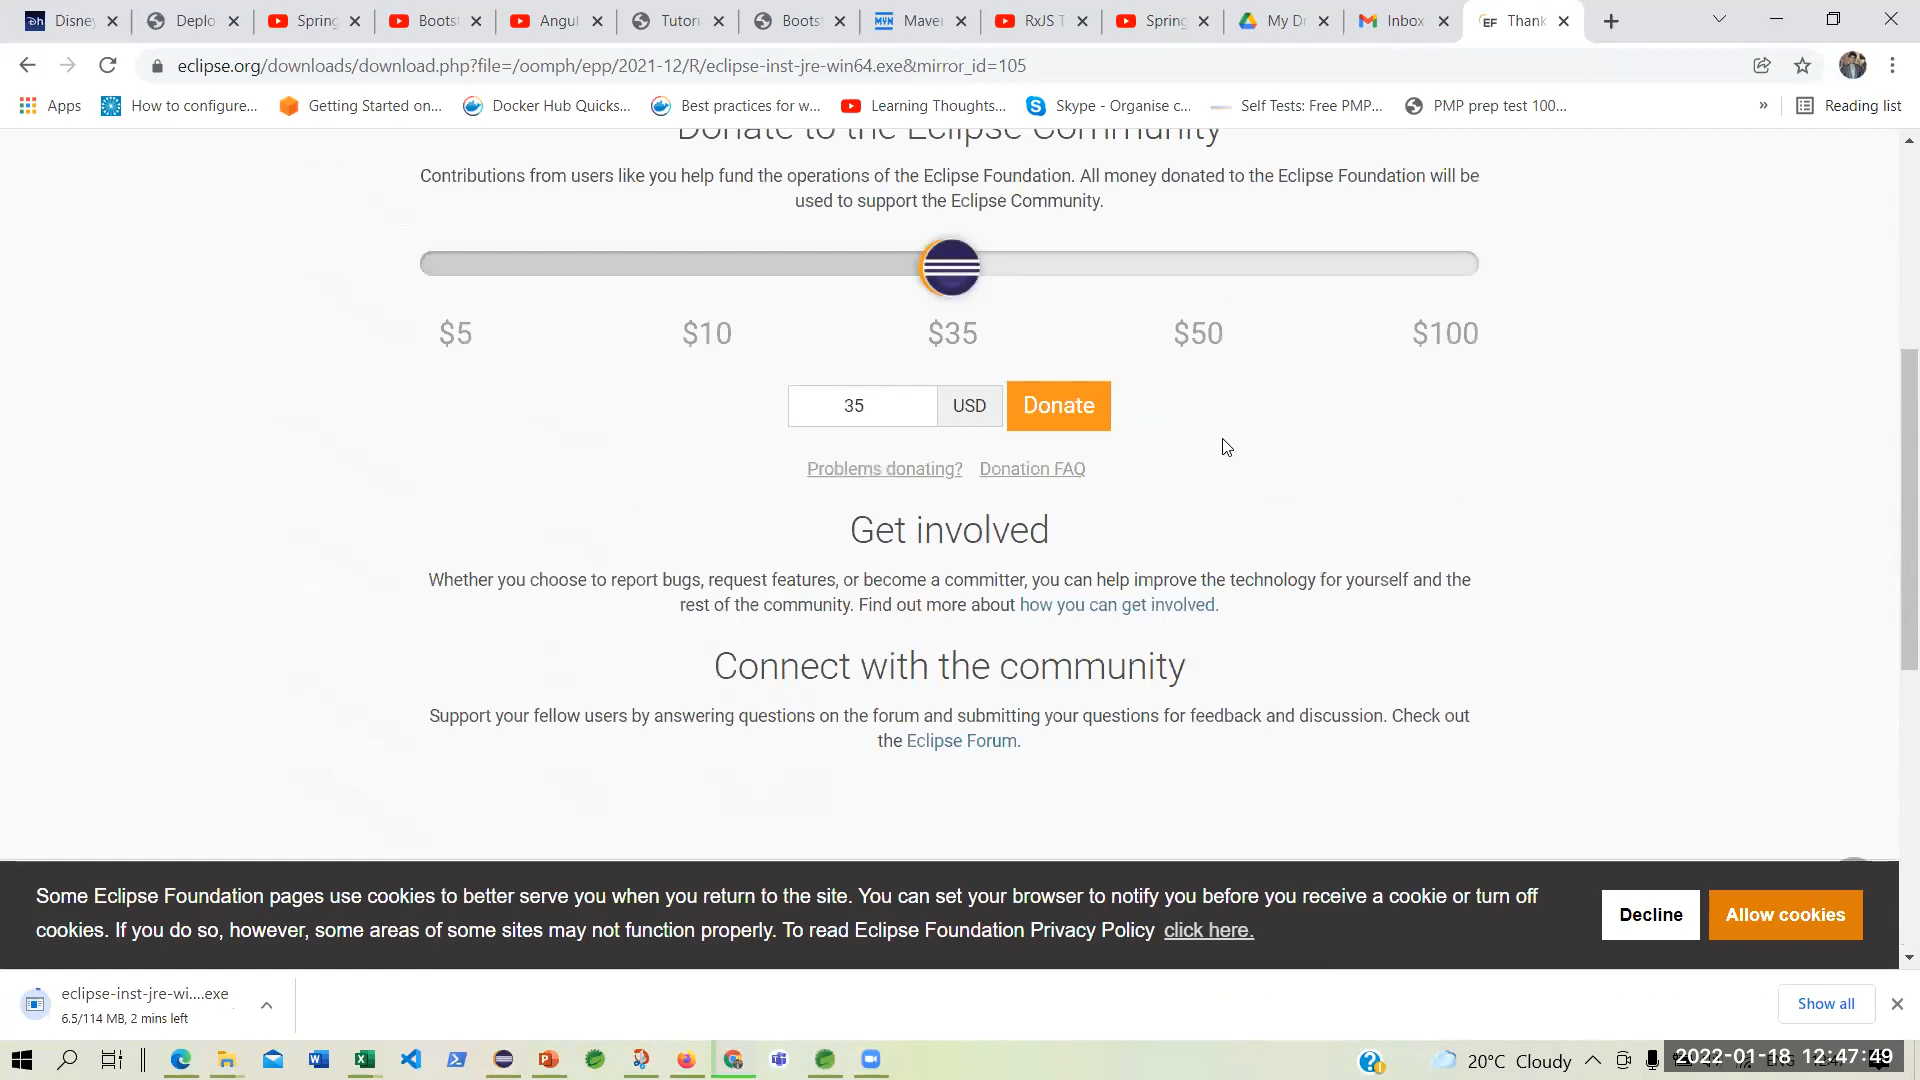 Disney
Deplo
Spring
Bootst
Angul
Tutori
Boots
MVN
Maver
RxJS T
Spring
My Dr
Inbox
EF
Thank
eclipse.org/downloads/download.php?file=/oomph/epp/2021-12/R/eclipse-inst-jre-win64.exe&mirror_id=105
Apps
How to configure...
Getting Started on...
Docker Hub Quicks...
Best practices for w...
Learning Thoughts...
Skype - Organise c...
Self Tests: Free PMP...
PMP prep test 100...
»
Reading list
Donate to the Eclipse Community
Contributions from users like you help fund the operations of the Eclipse Foundation. All money donated to the Eclipse Foundation will be
used to support the Eclipse Community.
$5 $10 $35 $50 $100
35 USD Donate
Problems donating? Donation FAQ
Get involved
Whether you choose to report bugs, request features, or become a committer, you can help improve the technology for yourself and the
rest of the community. Find out more about how you can get involved.
Connect with the community
Support your fellow users by answering questions on the forum and submitting your questions for feedback and discussion. Check out
the Eclipse Forum.
Some Eclipse Foundation pages use cookies to better serve you when you return to the site. You can set your browser to notify you before you receive a cookie or turn off
cookies. If you do so, however, some areas of some sites may not function properly. To read Eclipse Foundation Privacy Policy click here.
Decline
Allow cookies
eclipse-inst-jre-wi....exe
6.5/114 MB, 2 mins left
Show all
20°C Cloudy
2022-01-18 12:47:49